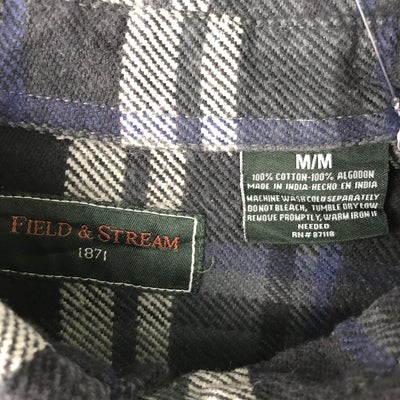 FIELD & STREAM
1871
M/M
100% COTTON-100% ALGODON
MADE IN INDIA-HECHO EN INDIA
MACHINE WASH COLD SEPARATELY
DO NOT BLEACH, TUMBLE DRY LOW
REMOVE PROMPTLY, WARM IRON IF
NEEDED
RN# 87118